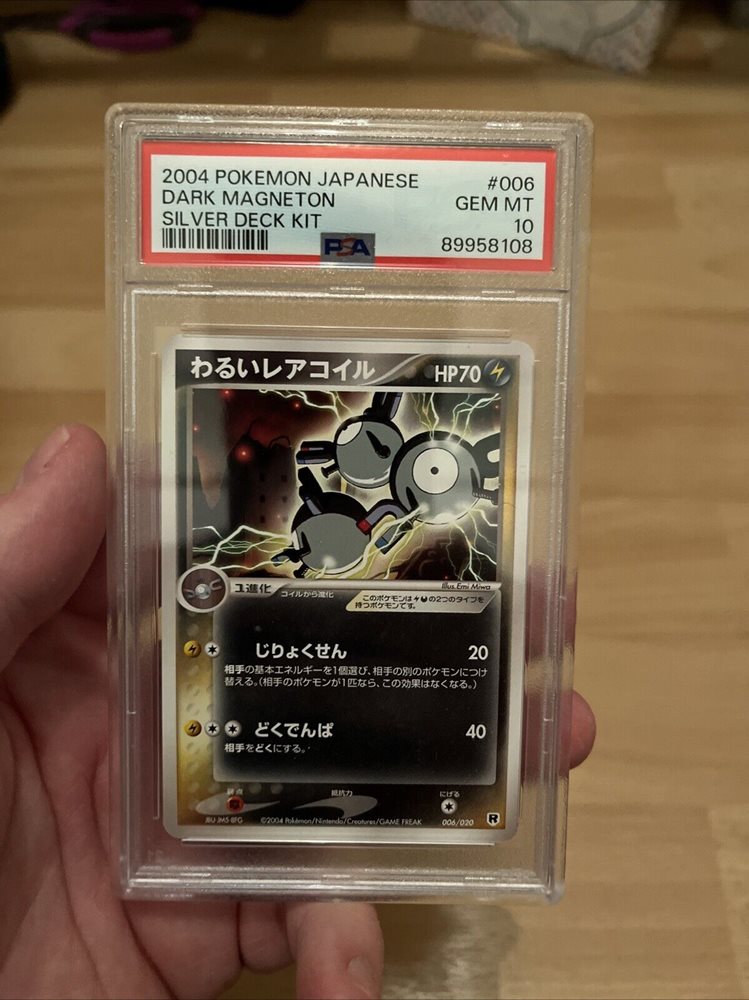 2004 POKEMON JAPANESE #006
DARK MAGNETON GEM MT
SILVER DECK KIT 10
PSA 89958108
わるいレアコイル HP70
Illus.Emi Miwa
1進化 コイルから進化
このポケモンは の2つのタイプを
持つポケモンです。
じりょくせん 20
相手の基本エネルギーを1個選び、相手の別のポケモンにつけ
替える。(相手のポケモンが1匹なら、この効果はなくなる。)
どくでんぱ 40
相手をどくにする。
弱点 抵抗力 にげる
©2004 Pokémon/Nintendo/Creatures/GAME FREAK 006/020 R